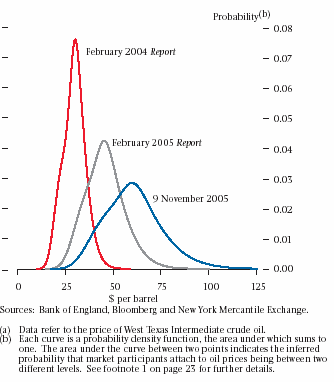 Probability(b)
0.08
0.07
February 2004 Report
0.06
0.05
0.04
February 2005 Report
0.03
9 November 2005
0.02
0.01
0.00
0 25 50 75 100 125
$ per barrel
Sources: Bank of England, Bloomberg and New York Mercantile Exchange.
(a) Data refer to the price of West Texas Intermediate crude oil.
(b) Each curve is a probability density function, the area under which sums to
one. The area under the curve between two points indicates the inferred
probability that market participants attach to oil prices being between two
different levels. See footnote 1 on page 23 for further details.